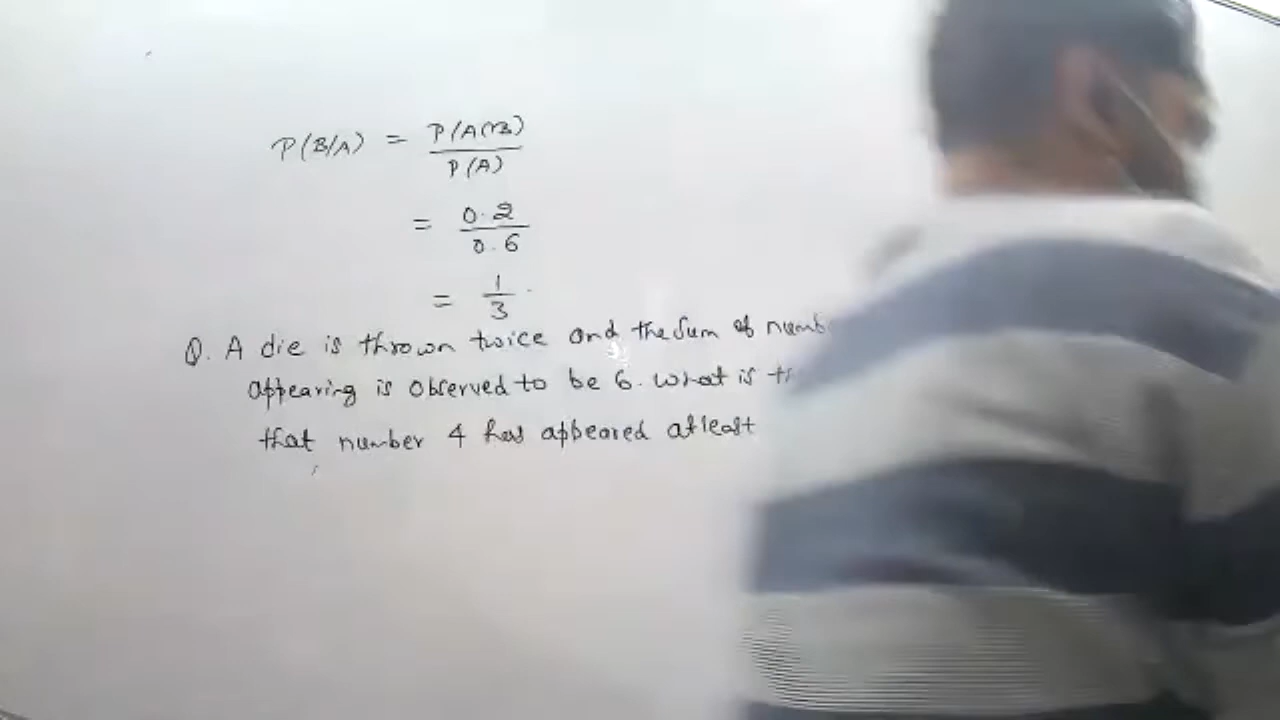 P(B/A) = P(A∩B) / P(A)
= 0.2 / 0.6
= 1/3.
Q. A die is thrown twice and the sum of numb
appearing is observed to be 6. what is
that number 4 has appeared atleast